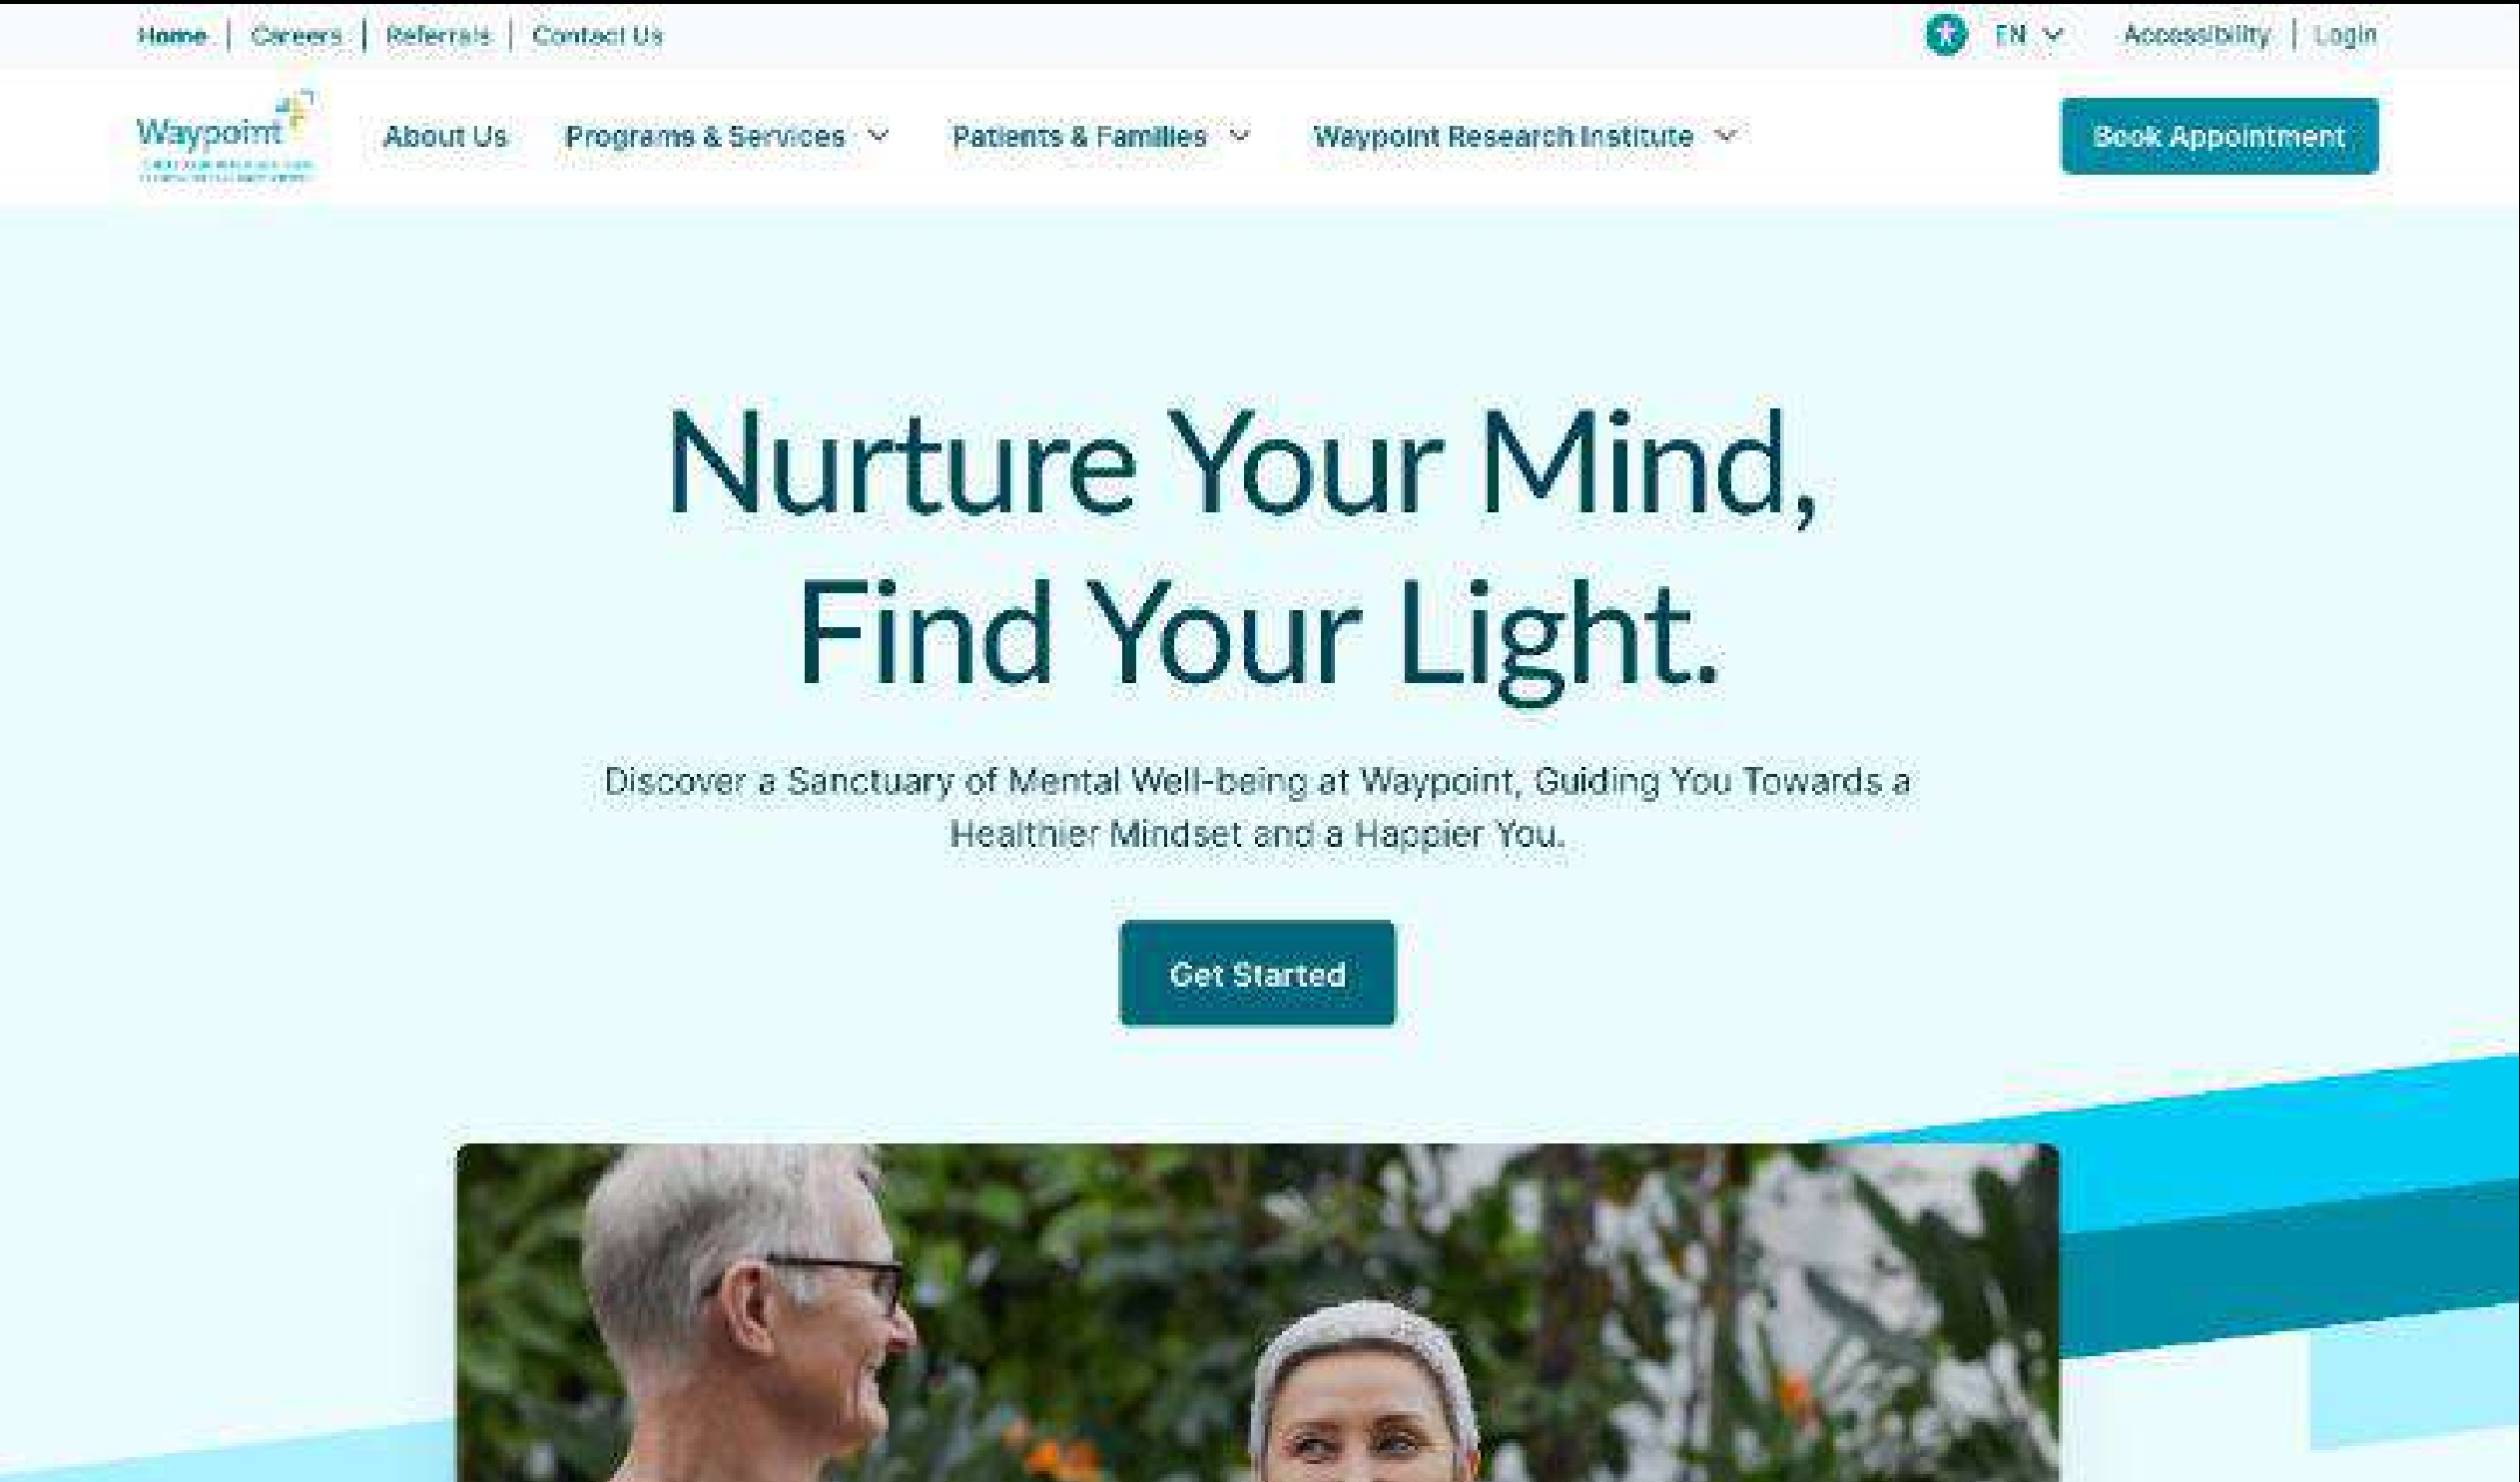 Home | Careers | Referrals | Contact Us
EN Accessibility | Login
Waypoint
About Us Programs & Services Patients & Families Waypoint Research Institute Book Appointment
Nurture Your Mind,
Find Your Light.
Discover a Sanctuary of Mental Well-being at Waypoint, Guiding You Towards a
Healthier Mindset and a Happier You.
Get Started